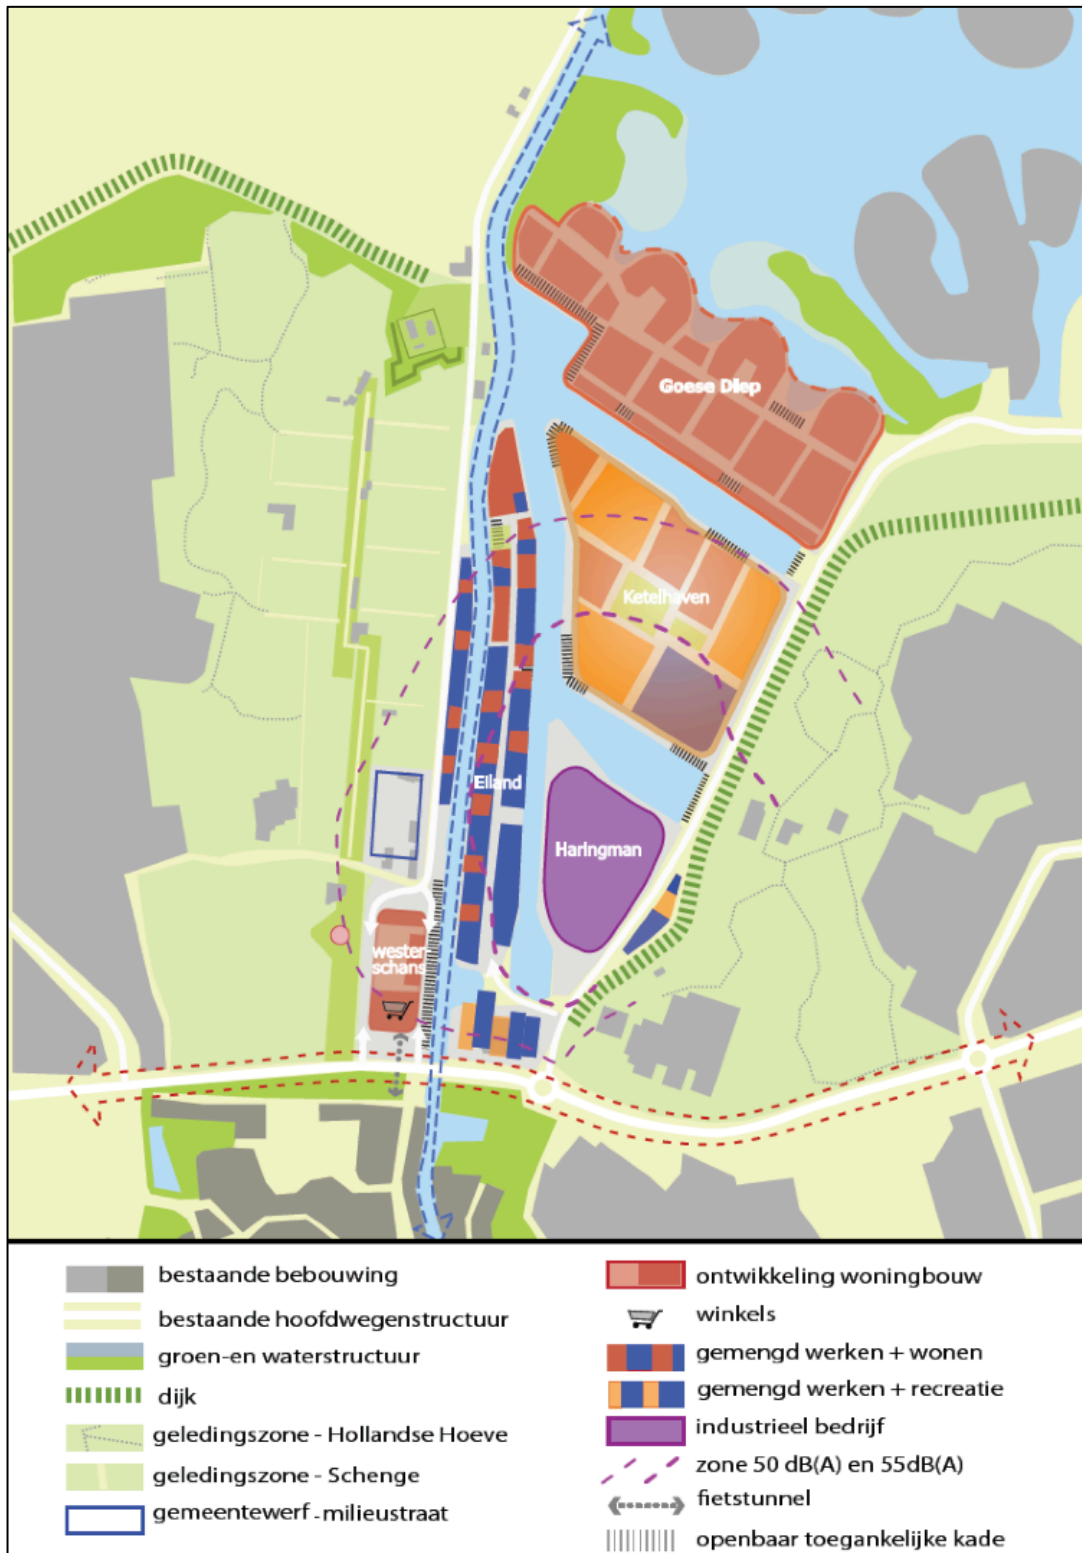 Goese Diep
Ketelhaven
Eiland
Haringman
wester-
schans
bestaande bebouwing
bestaande hoofdwegenstructuur
groen-en waterstructuur
dijk
geledingszone - Hollandse Hoeve
geledingszone - Schenge
gemeentewerf -milieustraat
ontwikkeling woningbouw
winkels
gemengd werken + wonen
gemengd werken + recreatie
industrieel bedrijf
zone 50 dB(A) en 55dB(A)
fietstunnel
openbaar toegankelijke kade